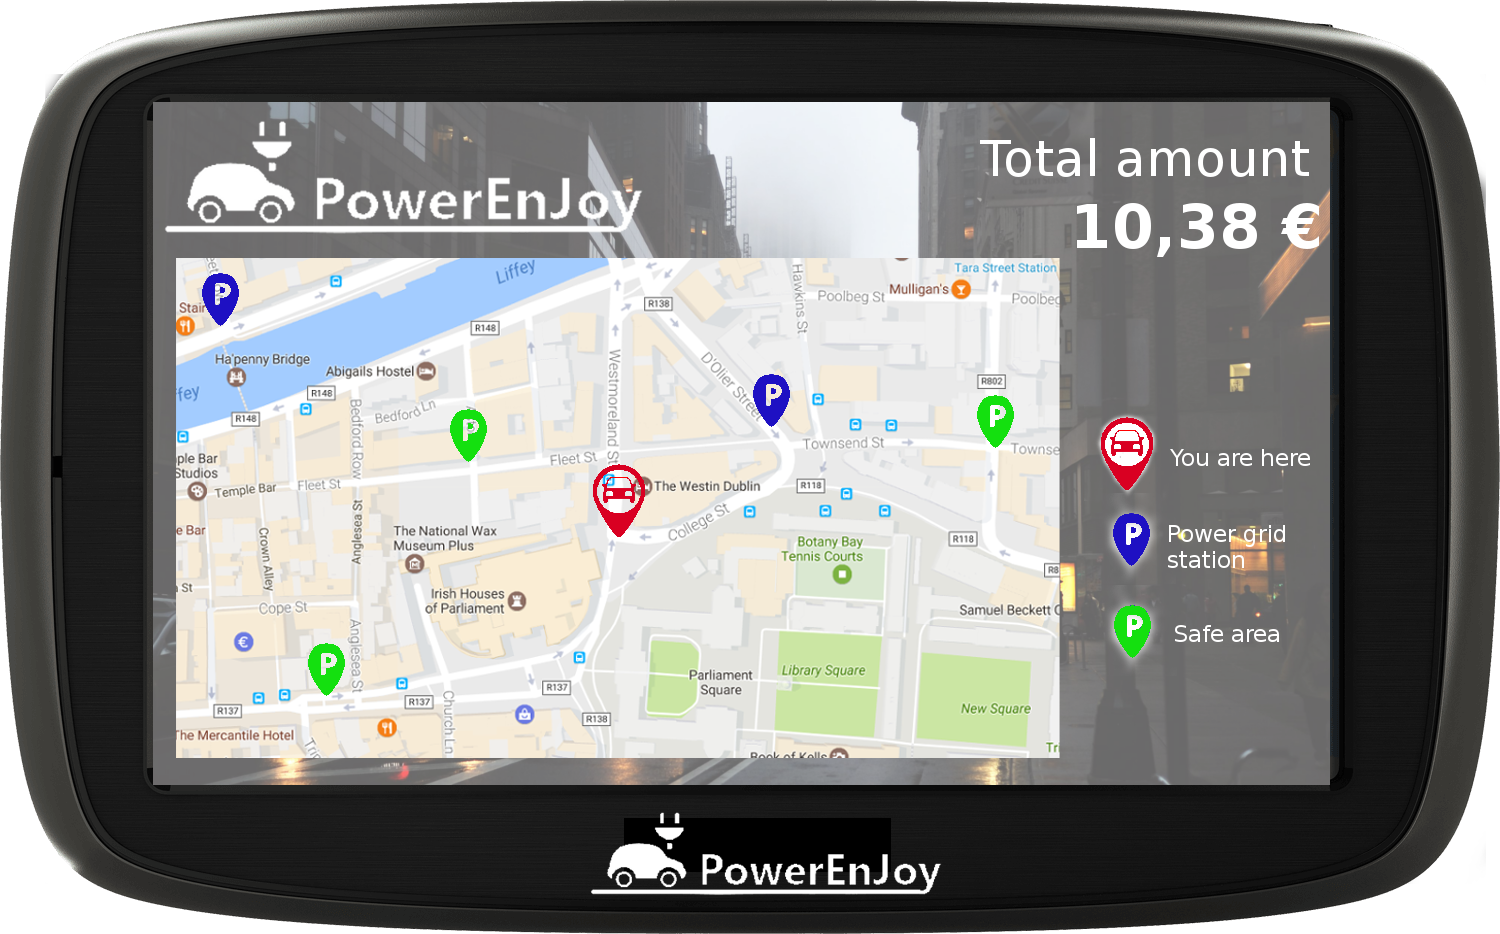 PowerEnJoy
Total amount
10,38 €
Liffey
Tara Street Station
Mulligan's
Poolbeg St
Poolbeg
Hawkins St
R138
R148
Ha'penny Bridge
Abigails Hostel
R148
R148
Bedford Ln
Bedford Row
Westmoreland St
D'Olier Street
R802
Townsend St
Townse
Fleet St
Fleet St
Temple Bar
ple Bar
Studios
The Westin Dublin
R118
College St
R118
e Bar
Crown Alley
Anglesea St
The National Wax
Museum Plus
Botany Bay
Tennis Courts
R8
n St
Irish Houses
of Parliament
Cope St
Samuel Beckett C
Anglesea St
Parliament
Square
Library Square
New Square
R137
R137
R137
R138
Church Ln
The Mercantile Hotel
Trin
Book of Kells
Tri
You are here
Power grid
station
Safe area
PowerEnJoy